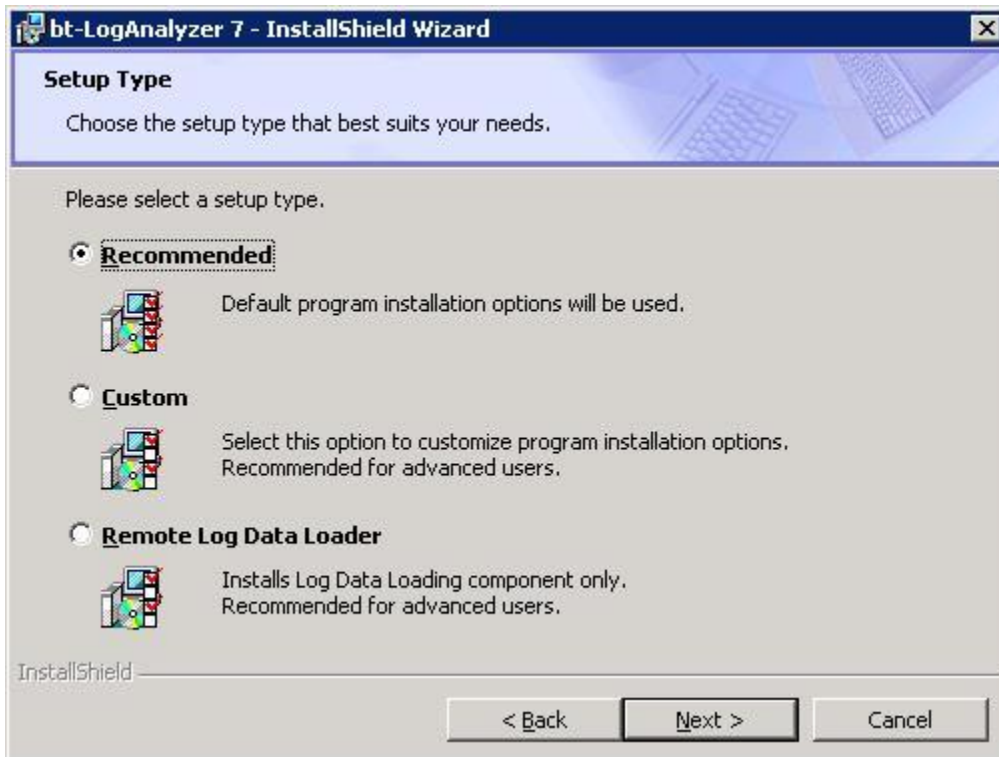 bt-LogAnalyzer 7 - InstallShield Wizard
Setup Type
Choose the setup type that best suits your needs.
Please select a setup type.
Recommended
Default program installation options will be used.
Custom
Select this option to customize program installation options.
Recommended for advanced users.
Remote Log Data Loader
Installs Log Data Loading component only.
Recommended for advanced users.
InstallShield
< Back Next > Cancel